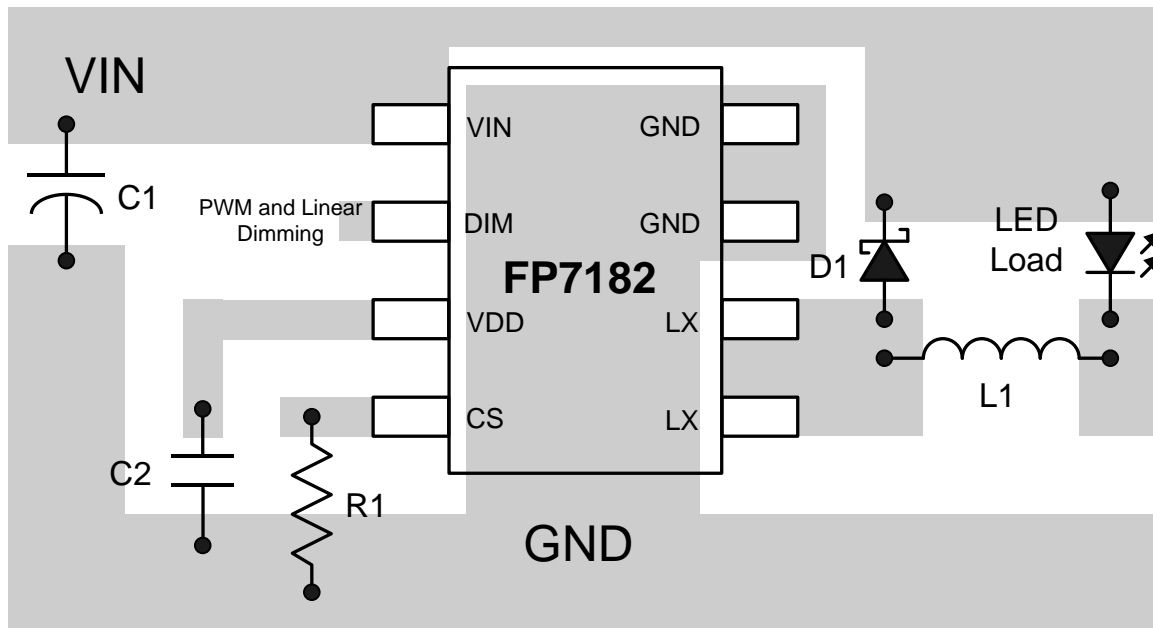 VIN
C1
PWM and Linear
Dimming
VIN
GND
DIM
GND
FP7182
VDD
LX
CS
LX
D1
LED
Load
L1
C2
R1
GND